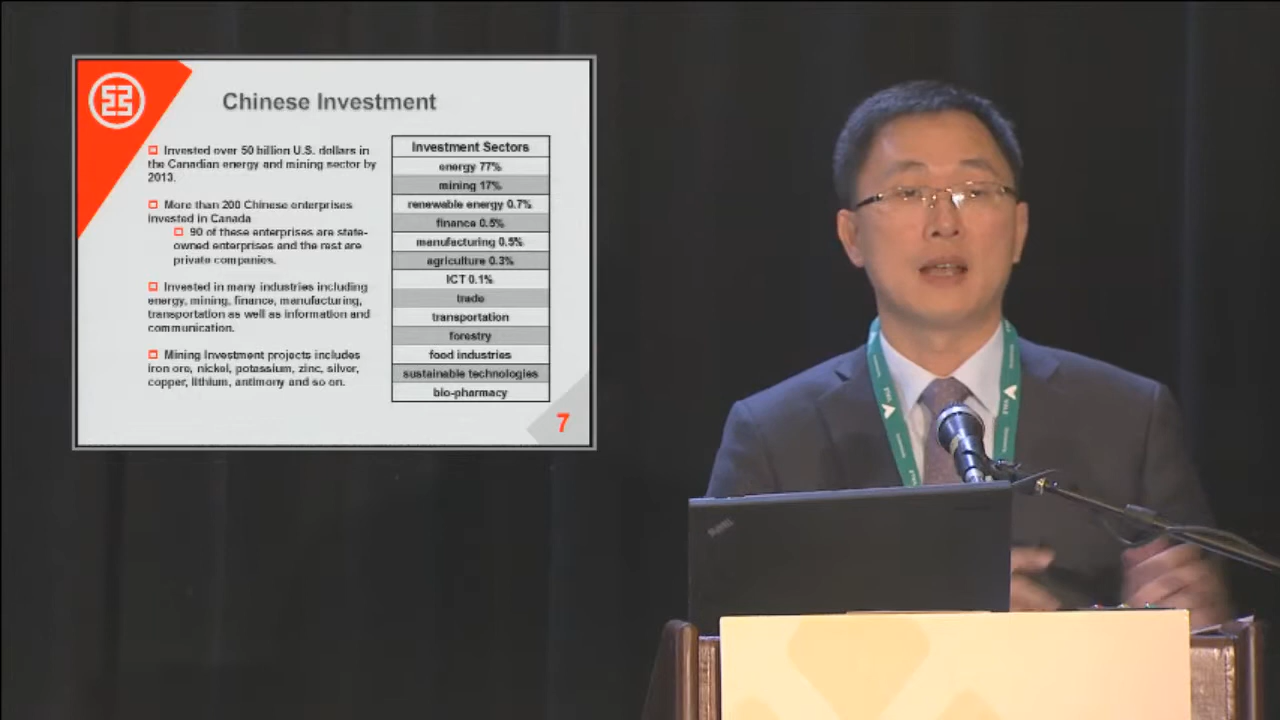 Chinese Investment
Invested over 50 billion U.S. dollars in
the Canadian energy and mining sector by
2013.
More than 200 Chinese enterprises
invested in Canada
90 of these enterprises are state-
owned enterprises and the rest are
private companies.
Invested in many industries including
energy, mining, finance, manufacturing,
transportation as well as information and
communication.
Mining Investment projects includes
iron ore, nickel, potassium, zinc, silver,
copper, lithium, antimony and so on.
Investment Sectors
energy 77%
mining 17%
renewable energy 0.7%
finance 0.5%
manufacturing 0.5%
agriculture 0.3%
ICT 0.1%
trade
transportation
forestry
food industries
sustainable technologies
bio-pharmacy
7